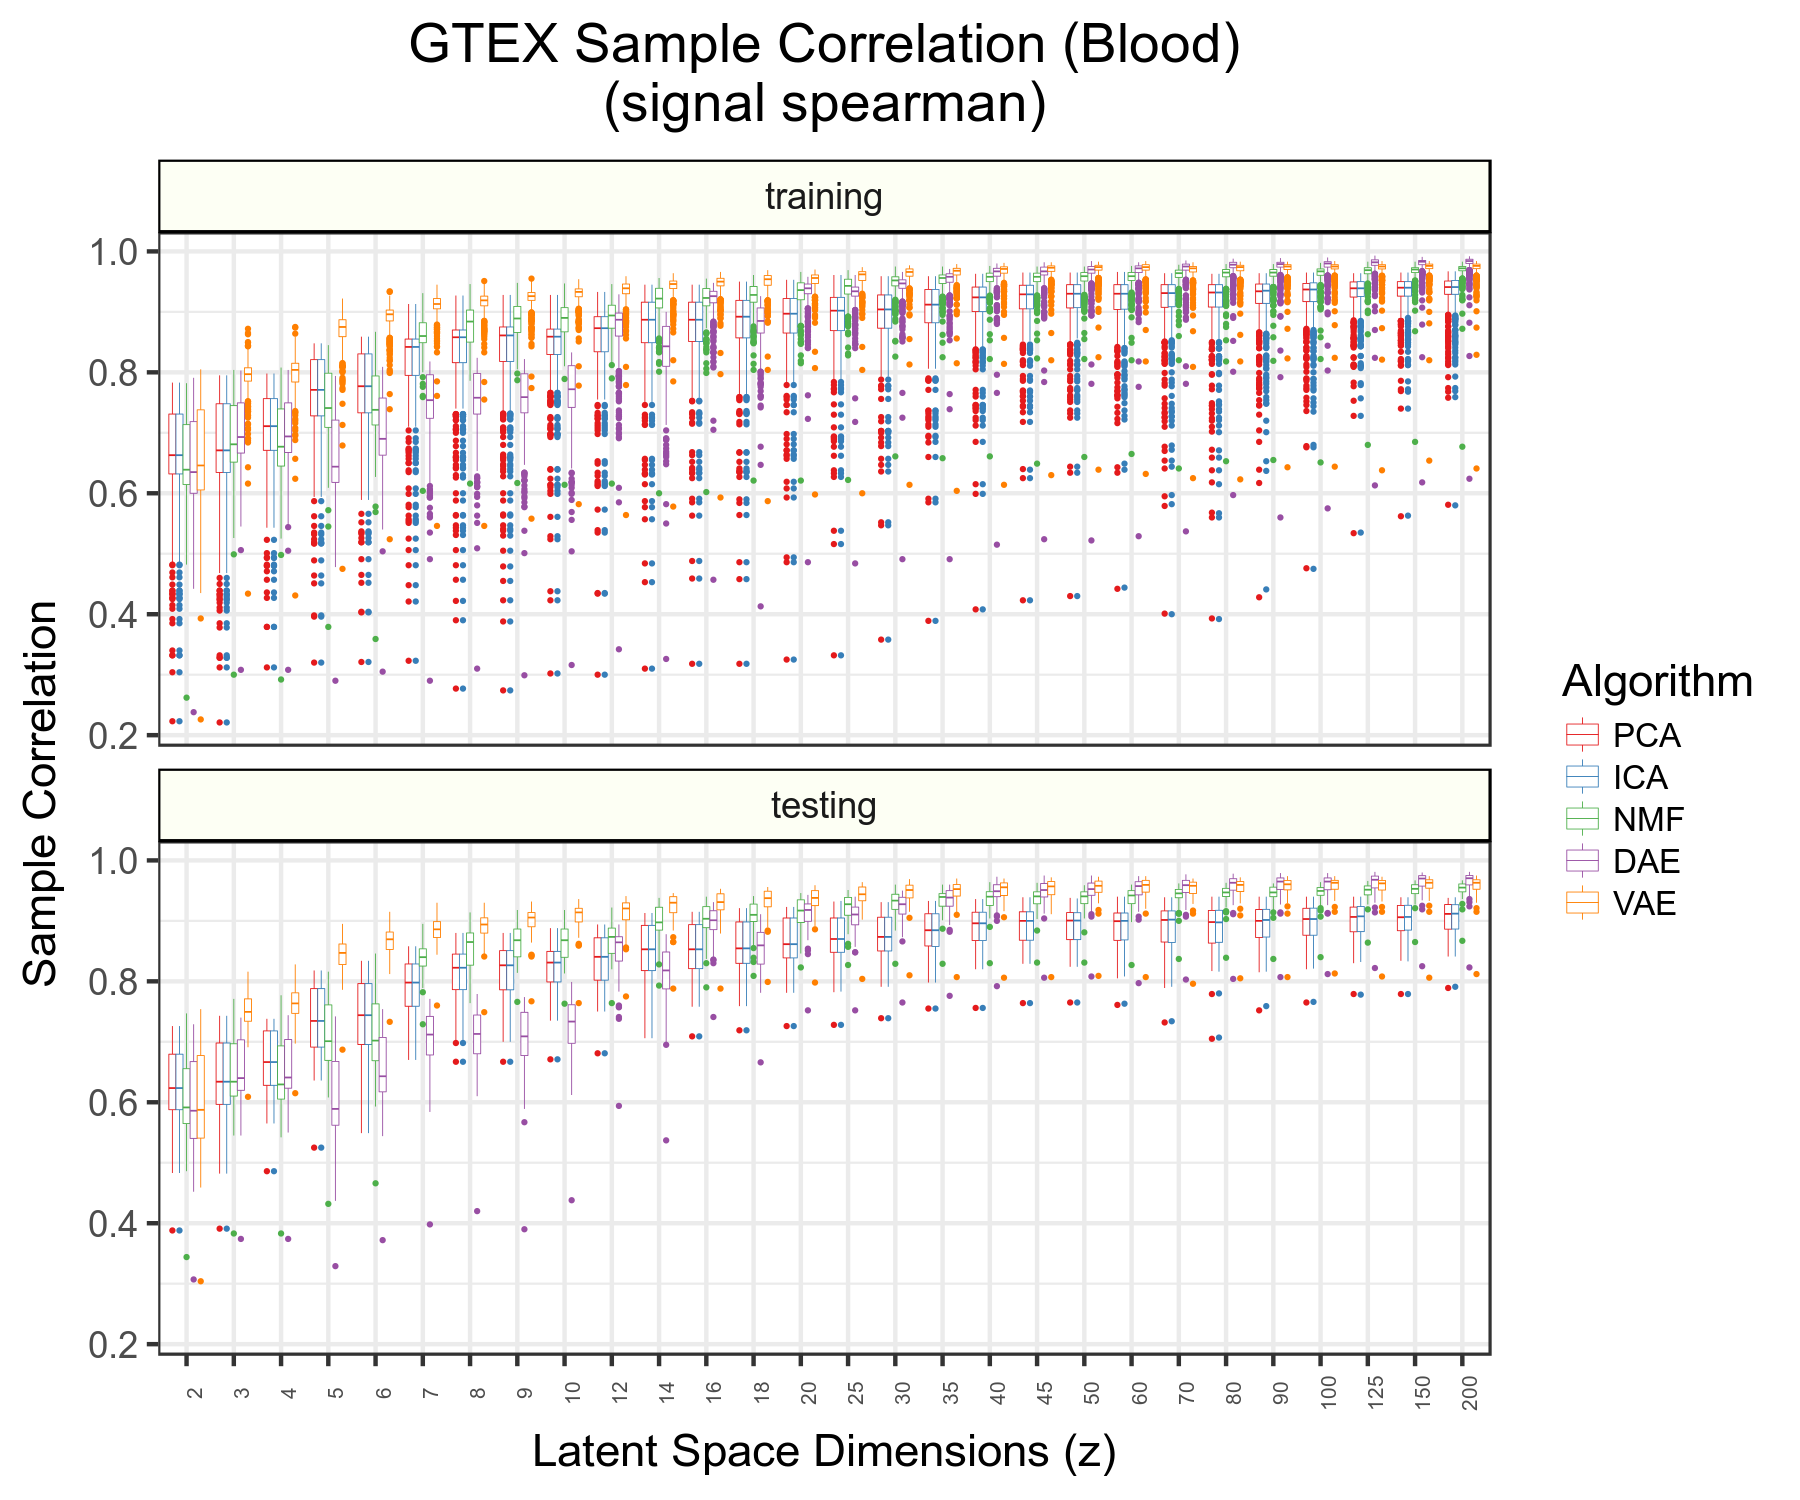 GTEX Sample Correlation (Blood)
(signal spearman)
training
1.0
0.8
0.6
0.4
0.2
testing
1.0
0.8
0.6
0.4
0.2
Sample Correlation
2 3 4 5 6 7 8 9 10 12 14 16 18 20 25 30 35 40 45 50 60 70 80 90 100 125 150 200
Latent Space Dimensions (z)
Algorithm
PCA
ICA
NMF
DAE
VAE